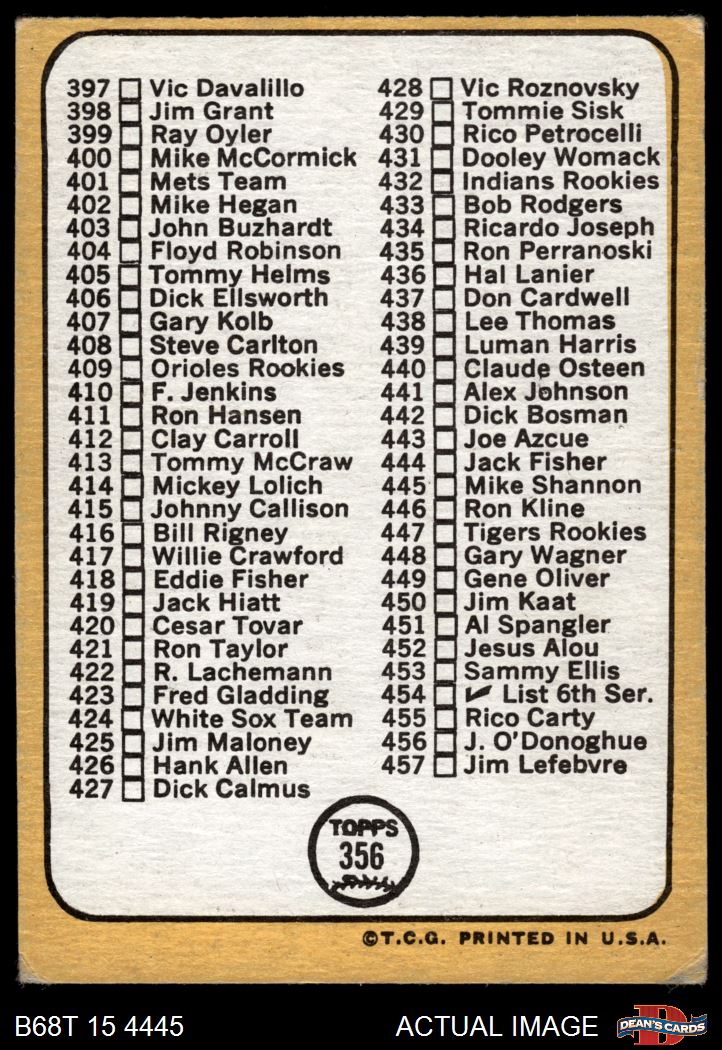 397 Vic Davalillo
398 Jim Grant
399 Ray Oyler
400 Mike McCormick
401 Mets Team
402 Mike Hegan
403 John Buzhardt
404 Floyd Robinson
405 Tommy Helms
406 Dick Ellsworth
407 Gary Kolb
408 Steve Carlton
409 Orioles Rookies
410 F. Jenkins
411 Ron Hansen
412 Clay Carroll
413 Tommy McCraw
414 Mickey Lolich
415 Johnny Callison
416 Bill Rigney
417 Willie Crawford
418 Eddie Fisher
419 Jack Hiatt
420 Cesar Tovar
421 Ron Taylor
422 R. Lachemann
423 Fred Gladding
424 White Sox Team
425 Jim Maloney
426 Hank Allen
427 Dick Calmus
428 Vic Roznovsky
429 Tommie Sisk
430 Rico Petrocelli
431 Dooley Womack
432 Indians Rookies
433 Bob Rodgers
434 Ricardo Joseph
435 Ron Perranoski
436 Hal Lanier
437 Don Cardwell
438 Lee Thomas
439 Luman Harris
440 Claude Osteen
441 Alex Johnson
442 Dick Bosman
443 Joe Azcue
444 Jack Fisher
445 Mike Shannon
446 Ron Kline
447 Tigers Rookies
448 Gary Wagner
449 Gene Oliver
450 Jim Kaat
451 Al Spangler
452 Jesus Alou
453 Sammy Ellis
454 ✓ List 6th Ser.
455 Rico Carty
456 J. O'Donoghue
457 Jim Lefebvre
TOPPS
356
©T.C.G. PRINTED IN U.S.A.
B68T 15 4445 ACTUAL IMAGE
DEAN'S CARDS